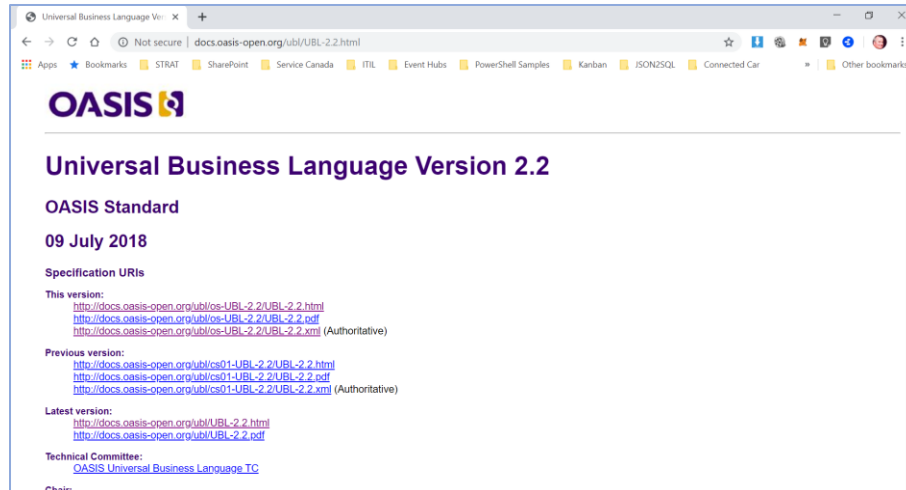 Universal Business Language Ver
Not secure | docs.oasis-open.org/ubl/UBL-2.2.html
Apps Bookmarks STRAT SharePoint Service Canada ITIL Event Hubs PowerShell Samples Kanban JSON2SQL Connected Car » Other bookmarks
OASIS
Universal Business Language Version 2.2
OASIS Standard
09 July 2018
Specification URIs
This version:
http://docs.oasis-open.org/ubl/os-UBL-2.2/UBL-2.2.html
http://docs.oasis-open.org/ubl/os-UBL-2.2/UBL-2.2.pdf
http://docs.oasis-open.org/ubl/os-UBL-2.2/UBL-2.2.xml (Authoritative)
Previous version:
http://docs.oasis-open.org/ubl/cs01-UBL-2.2/UBL-2.2.html
http://docs.oasis-open.org/ubl/cs01-UBL-2.2/UBL-2.2.pdf
http://docs.oasis-open.org/ubl/cs01-UBL-2.2/UBL-2.2.xml (Authoritative)
Latest version:
http://docs.oasis-open.org/ubl/UBL-2.2.html
http://docs.oasis-open.org/ubl/UBL-2.2.pdf
Technical Committee:
OASIS Universal Business Language TC
Chair: